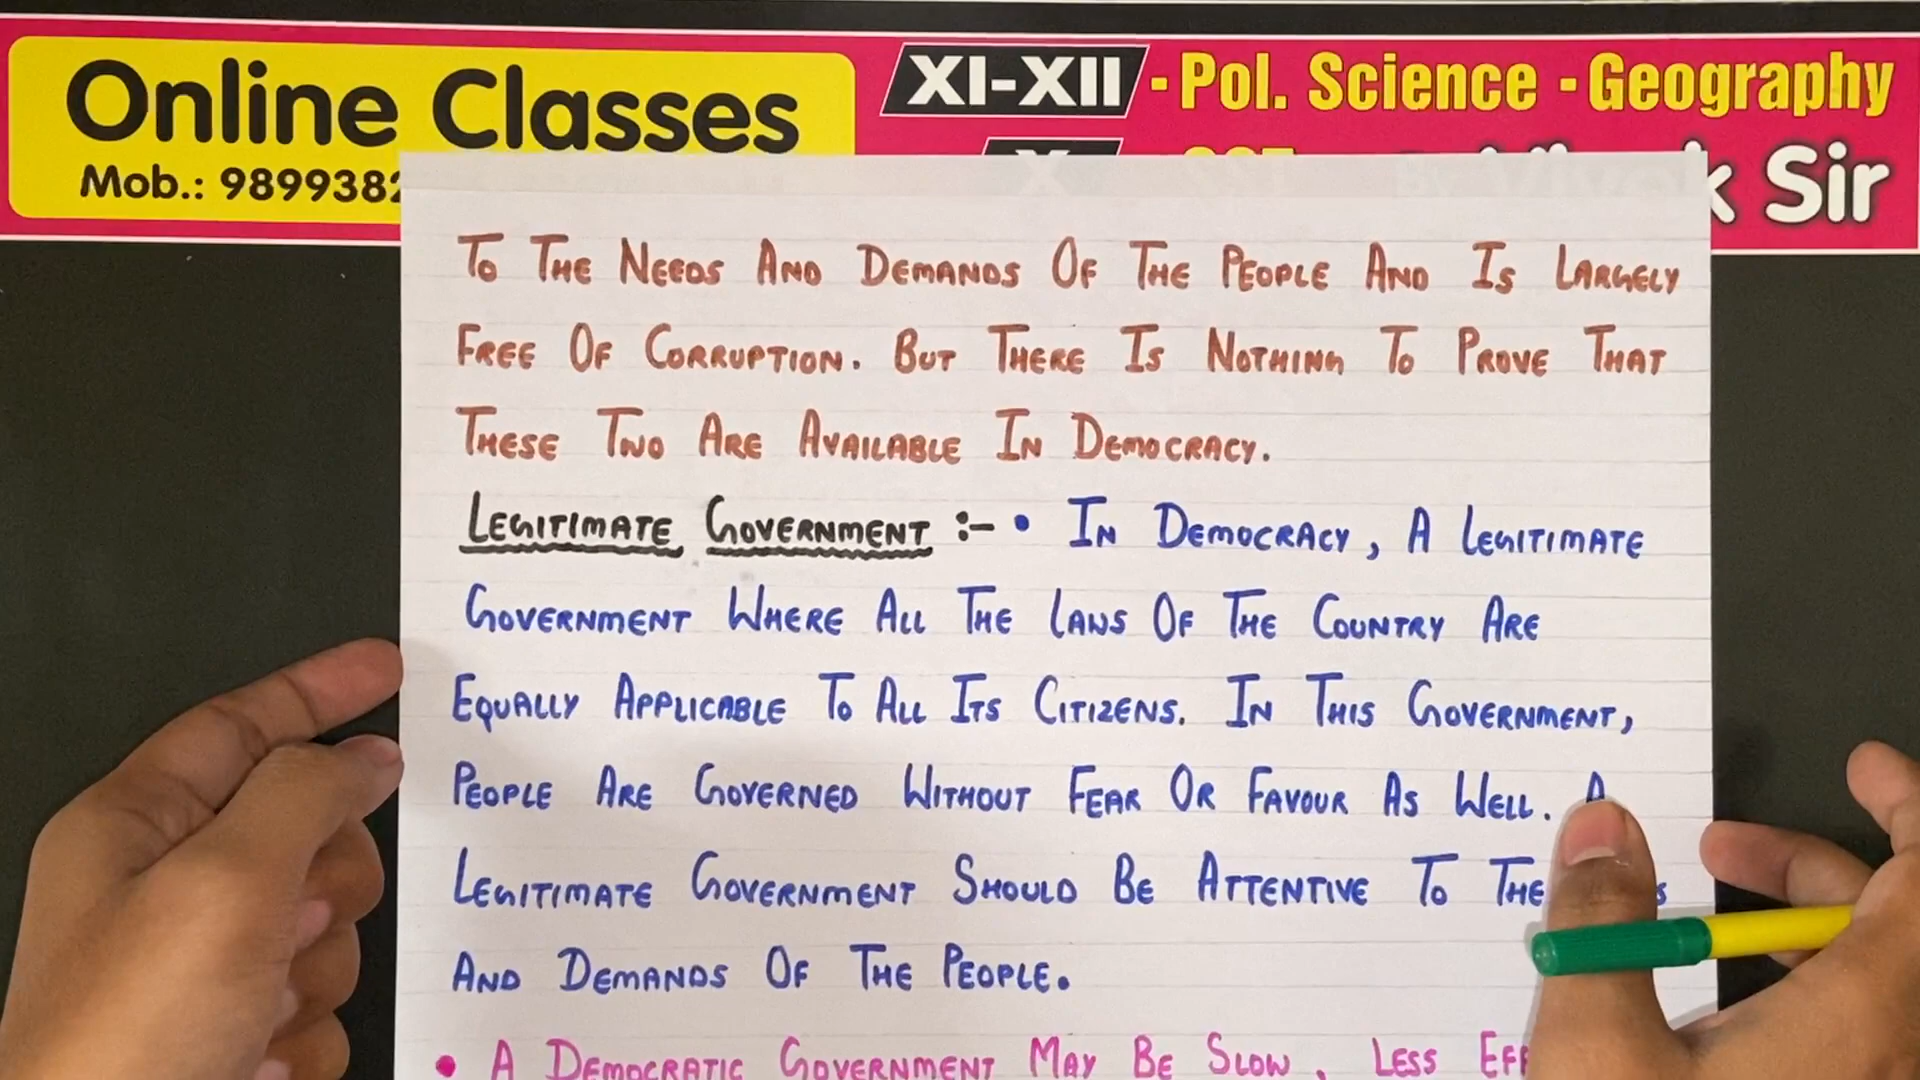 Online Classes
Mob.: 989938
XI-XII - Pol. Science - Geography
Sir
To The Needs And Demands Of The People And Is Largely
Free Of Corruption. But There Is Nothing To Prove That
These Two Are Available In Democracy.
Legitimate Government :- • In Democracy, A Legitimate
Government Where All The Laws Of The Country Are
Equally Applicable To All Its Citizens. In This Government,
People Are Governed Without Fear Or Favour As Well. A
Legitimate Government Should Be Attentive To The
And Demands Of The People.
• A Democratic Government May Be Slow, Less